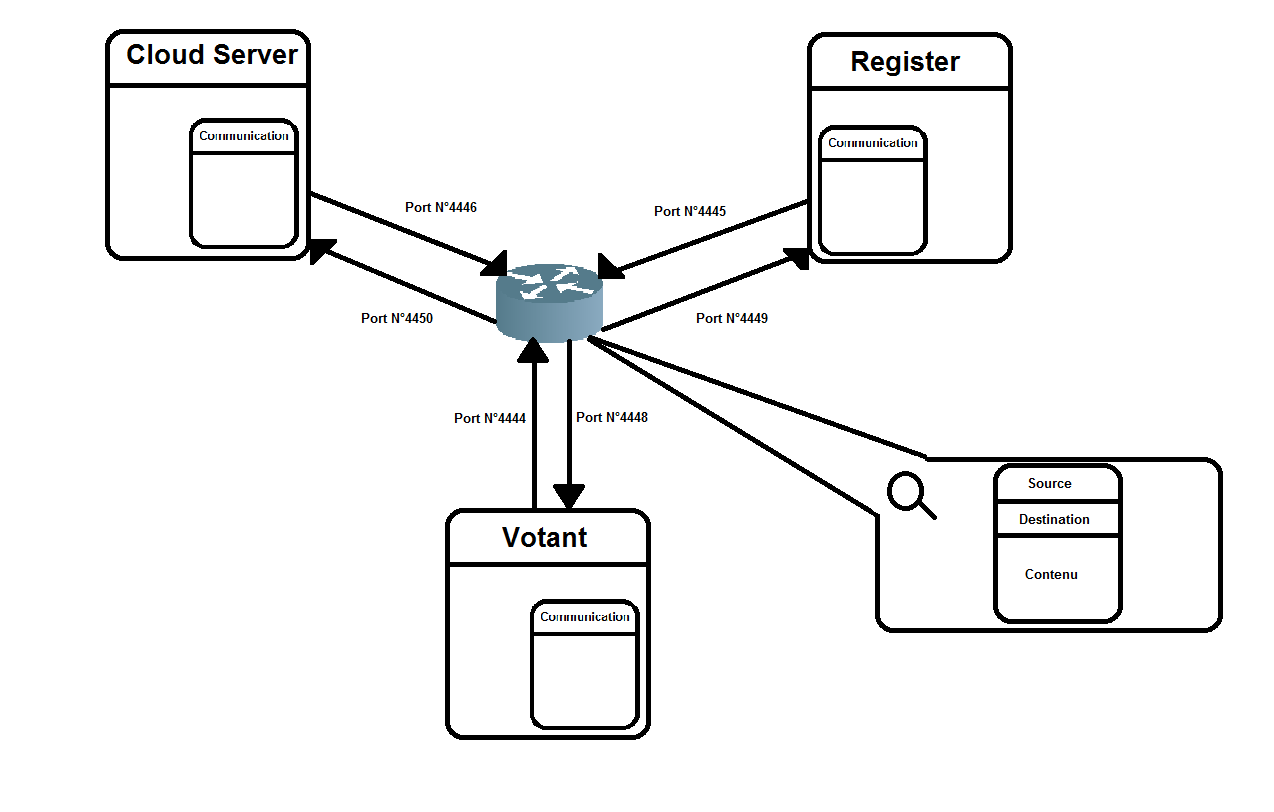 Cloud Server
Communication
Register
Communication
Port N°4446
Port N°4445
Port N°4450
Port N°4449
Port N°4444
Port N°4448
Votant
Communication
Source
Destination
Contenu